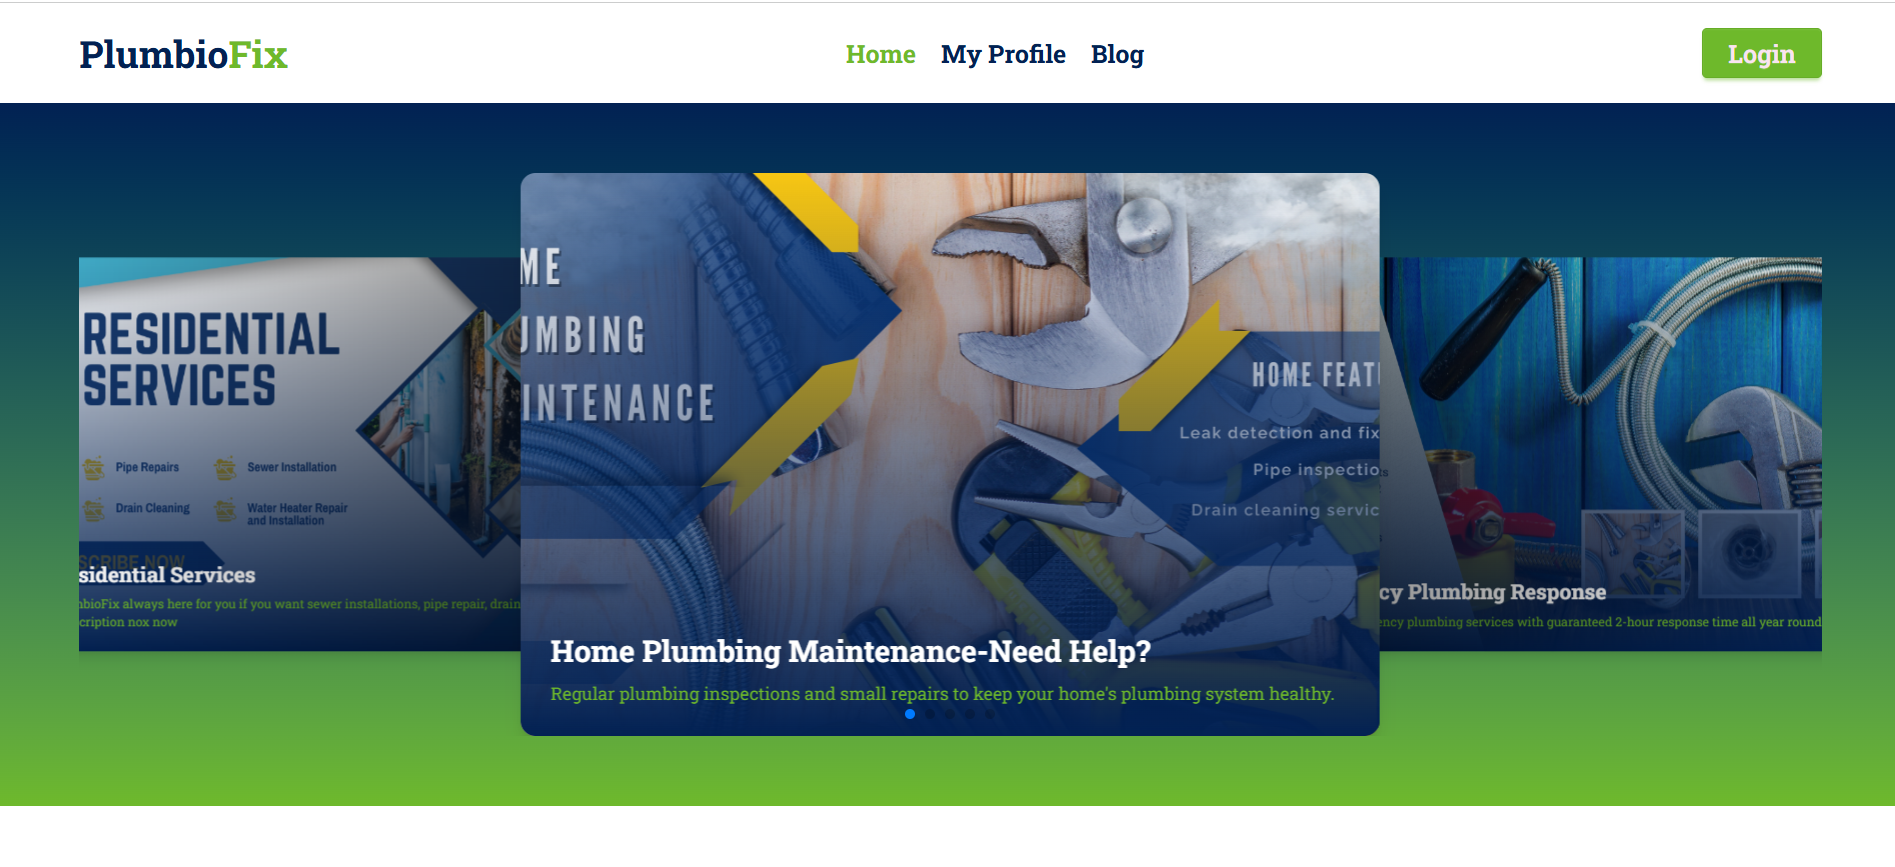 PlumbioFix
Home My Profile Blog
Login
RESIDENTIAL
SERVICES
Pipe Repairs
Sewer Installation
Drain Cleaning
Water Heater Repair
and Installation
SCRIBE NOW
sidential Services
bioFix always here for you if you want sewer installations, pipe repair, drain
cription nox now
ME
UMBING
INTENANCE
HOME FEAT
Leak detection and fix
Pipe inspectio
Drain cleaning servic
Home Plumbing Maintenance-Need Help?
Regular plumbing inspections and small repairs to keep your home's plumbing system healthy.
cy Plumbing Response
ency plumbing services with guaranteed 2-hour response time all year round